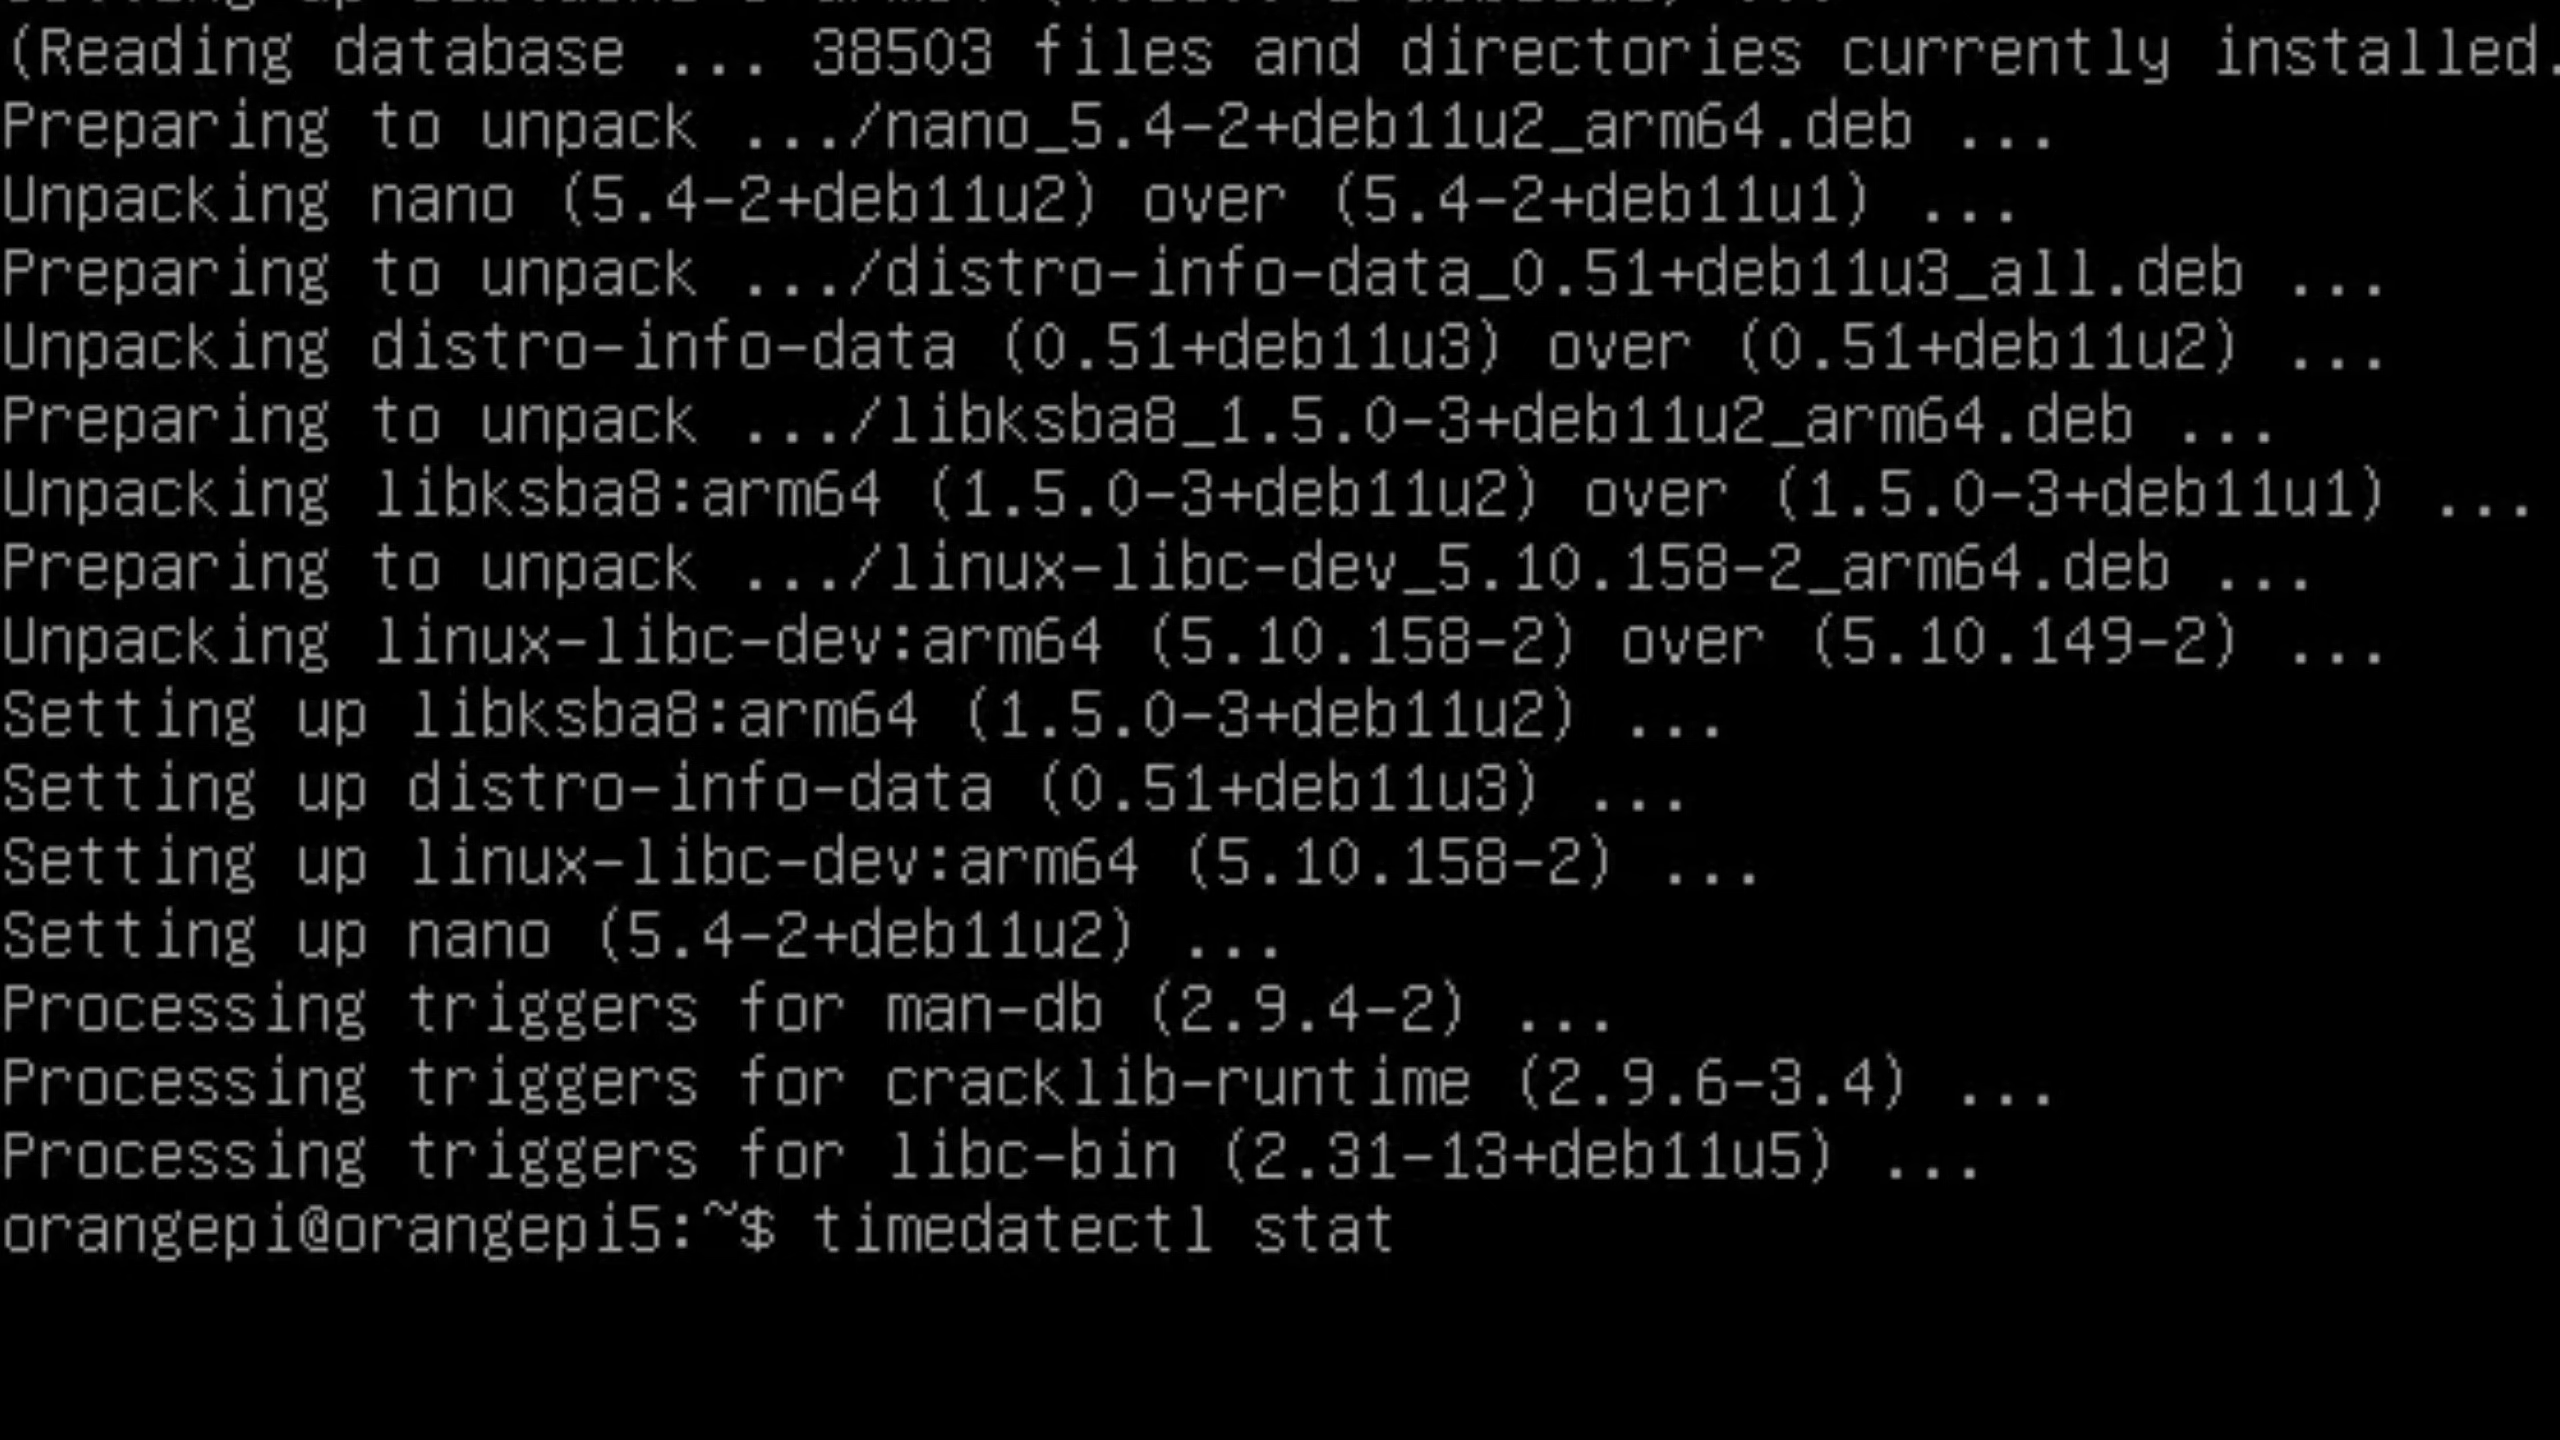 (Reading database ... 38503 files and directories currently installed.
Preparing to unpack .../nano_5.4-2+deb11u2_arm64.deb ...
Unpacking nano (5.4-2+deb11u2) over (5.4-2+deb11u1) ...
Preparing to unpack .../distro-info-data_0.51+deb11u3_all.deb ...
Unpacking distro-info-data (0.51+deb11u3) over (0.51+deb11u2) ...
Preparing to unpack .../libksba8_1.5.0-3+deb11u2_arm64.deb ...
Unpacking libksba8:arm64 (1.5.0-3+deb11u2) over (1.5.0-3+deb11u1) ...
Preparing to unpack .../linux-libc-dev_5.10.158-2_arm64.deb ...
Unpacking linux-libc-dev:arm64 (5.10.158-2) over (5.10.149-2) ...
Setting up libksba8:arm64 (1.5.0-3+deb11u2) ...
Setting up distro-info-data (0.51+deb11u3) ...
Setting up linux-libc-dev:arm64 (5.10.158-2) ...
Setting up nano (5.4-2+deb11u2) ...
Processing triggers for man-db (2.9.4-2) ...
Processing triggers for cracklib-runtime (2.9.6-3.4) ...
Processing triggers for libc-bin (2.31-13+deb11u5) ...
orangepi@orangepi5:~$ timedatectl stat